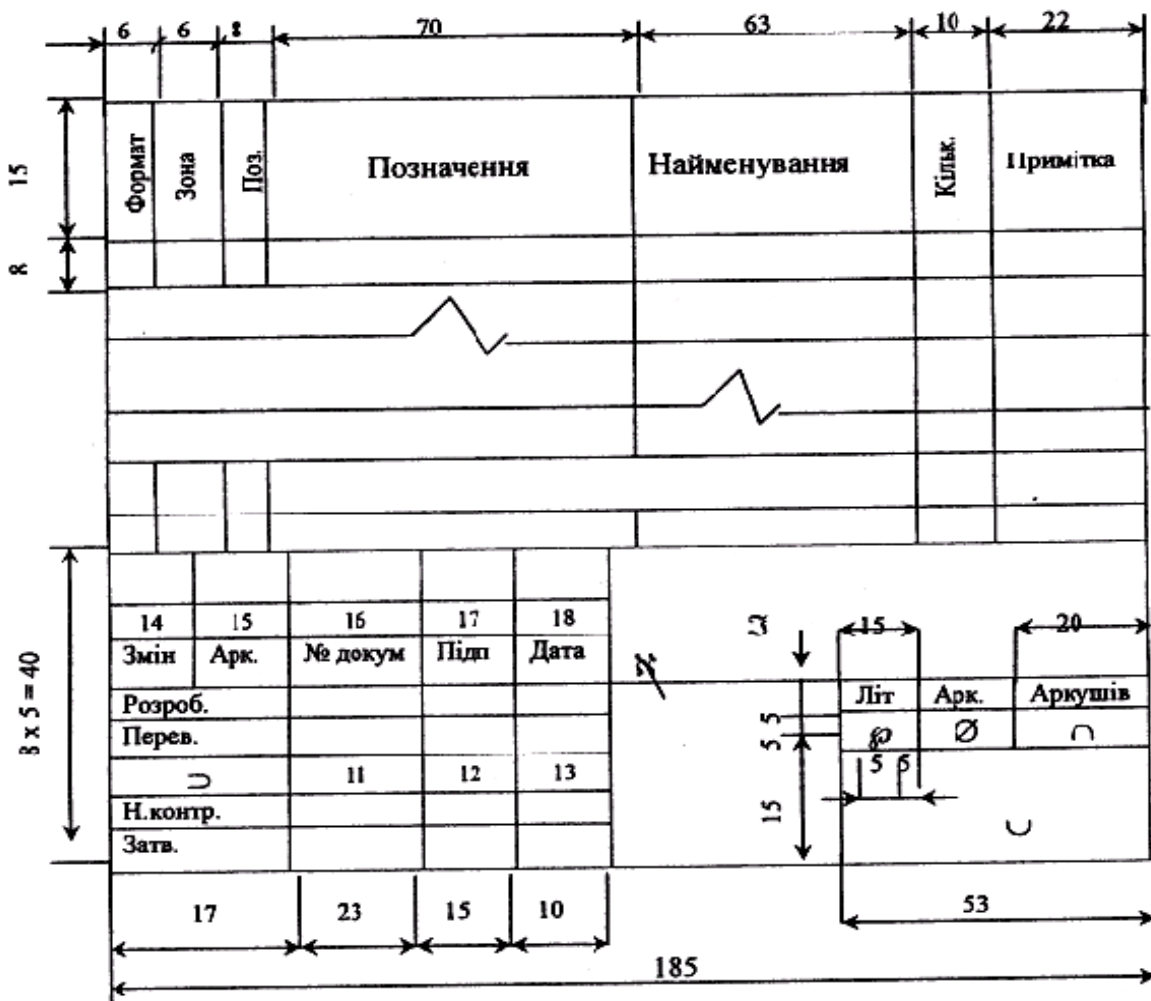 6 6 8 70 63 10 22
15
Формат Зона Поз. Позначення Найменування Кільк. Примітка
8
8 x 5 = 40
14 15 16 17 18
Змін Арк. № докум Підп Дата
15 20
Розроб.
Літ Арк. Аркушів
5
Перев.
5
∅ ∩
11 12 13
5 5
15
Н.контр.
Затв.
17 23 15 10
53
185